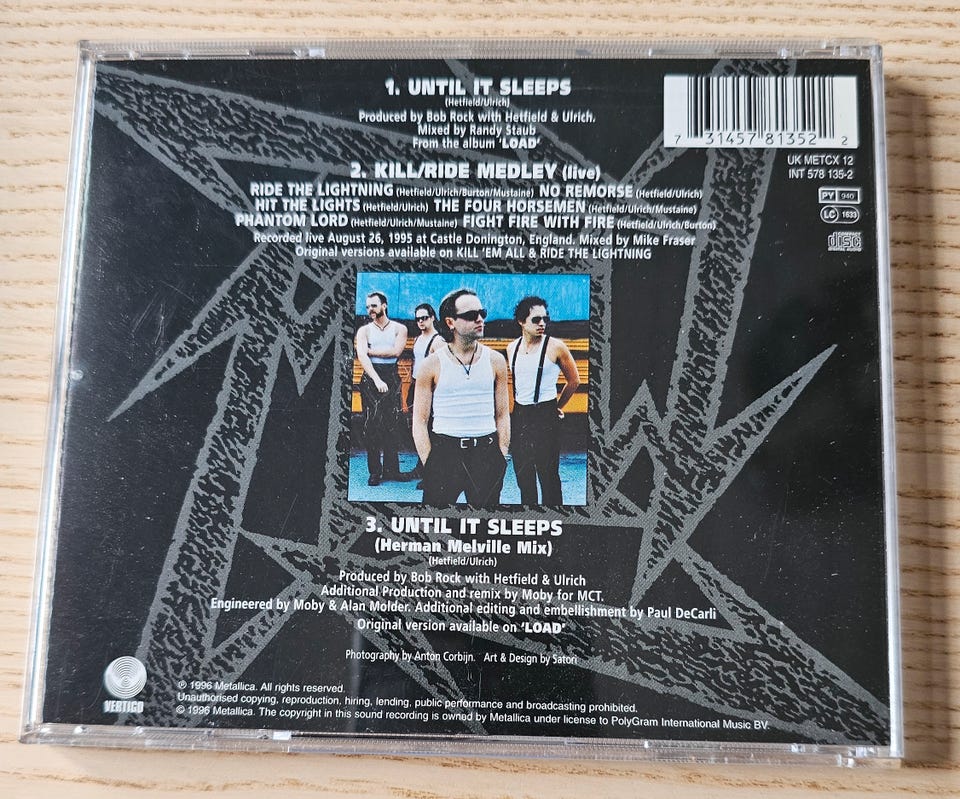 1. UNTIL IT SLEEPS
(Hetfield/Ulrich)
Produced by Bob Rock with Hetfield & Ulrich.
Mixed by Randy Staub
From the album 'LOAD'
7 31457 81352 2
UK METCX 12
INT 578 135-2
PY 940
LC 1633
COMPACT
disc
DIGITAL AUDIO
2. KILL/RIDE MEDLEY (live)
RIDE THE LIGHTNING (Hetfield/Ulrich/Burton/Mustaine) NO REMORSE (Hetfield/Ulrich)
HIT THE LIGHTS (Hetfield/Ulrich) THE FOUR HORSEMEN (Hetfield/Ulrich/Mustaine)
PHANTOM LORD (Hetfield/Ulrich/Mustaine) FIGHT FIRE WITH FIRE (Hetfield/Ulrich/Burton)
Recorded live August 26, 1995 at Castle Donington, England. Mixed by Mike Fraser
Original versions available on KILL 'EM ALL & RIDE THE LIGHTNING
3. UNTIL IT SLEEPS
(Herman Melville Mix)
(Hetfield/Ulrich)
Produced by Bob Rock with Hetfield & Ulrich
Additional Production and remix by Moby for MCT.
Engineered by Moby & Alan Molder. Additional editing and embellishment by Paul DeCarli
Original version available on 'LOAD'
Photography by Anton Corbijn. Art & Design by Satori
VERTIGO
℗ 1996 Metallica. All rights reserved.
Unauthorised copying, reproduction, hiring, lending, public performance and broadcasting prohibited.
© 1996 Metallica. The copyright in this sound recording is owned by Metallica under license to PolyGram International Music BV.